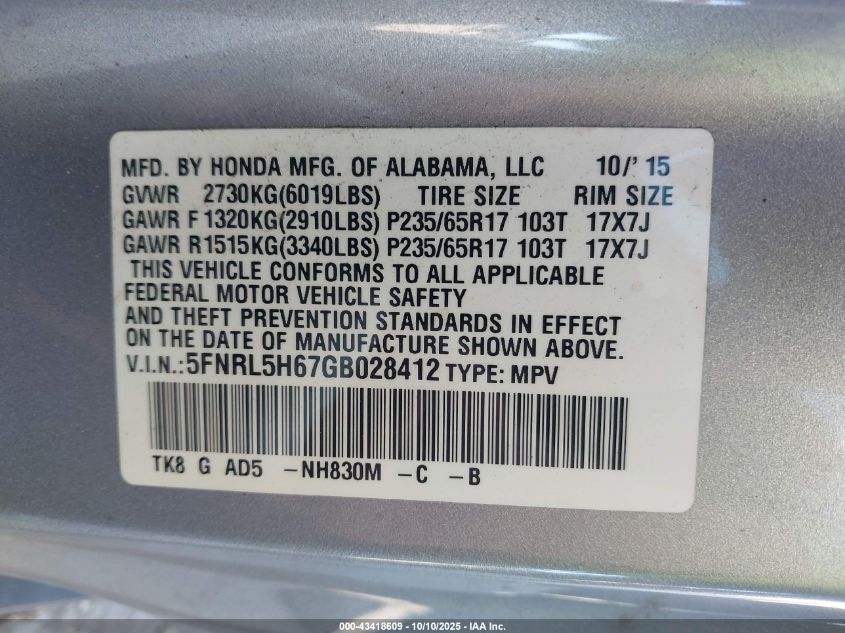 MFD. BY HONDA MFG. OF ALABAMA, LLC 10/' 15
GVWR 2730KG(6019LBS) TIRE SIZE RIM SIZE
GAWR F 1320KG(2910LBS) P235/65R17 103T 17X7J
GAWR R1515KG(3340LBS) P235/65R17 103T 17X7J
THIS VEHICLE CONFORMS TO ALL APPLICABLE
FEDERAL MOTOR VEHICLE SAFETY
AND THEFT PREVENTION STANDARDS IN EFFECT
ON THE DATE OF MANUFACTURE SHOWN ABOVE.
V.I.N.:5FNRL5H67GB028412 TYPE: MPV
TK8 G AD5 -NH830M -C -B
000-43418609 - 10/10/2025 - IAA Inc.